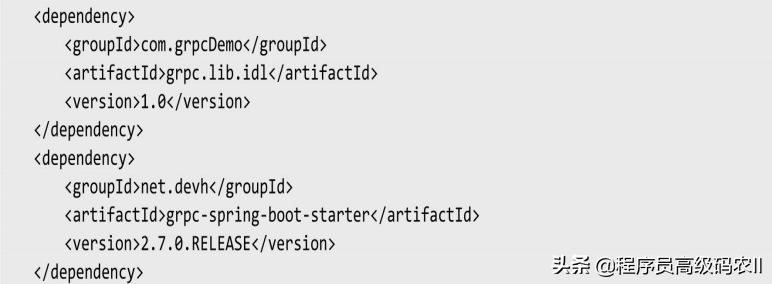 <dependency>
<groupId>com.grpcDemo</groupId>
<artifactId>grpc.lib.idl</artifactId>
<version>1.0</version>
</dependency>
<dependency>
<groupId>net.devh</groupId>
<artifactId>grpc-spring-boot-starter</artifactId>
<version>2.7.0.RELEASE</version>
</dependency>
头条 @程序员高级码农II